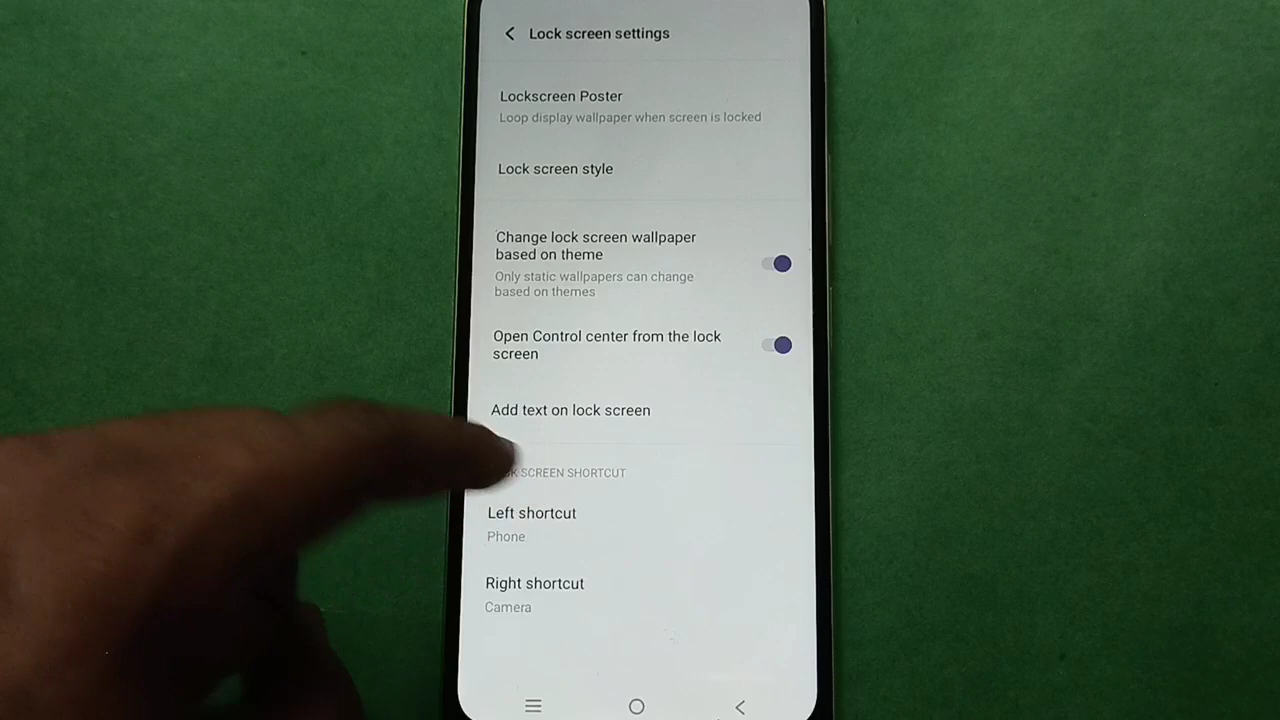 Lock screen settings
Lockscreen Poster
Loop display wallpaper when screen is locked
Lock screen style
Change lock screen wallpaper
based on theme
Only static wallpapers can change
based on themes
Open Control center from the lock
screen
Add text on lock screen
SCREEN SHORTCUT
Left shortcut
Phone
Right shortcut
Camera